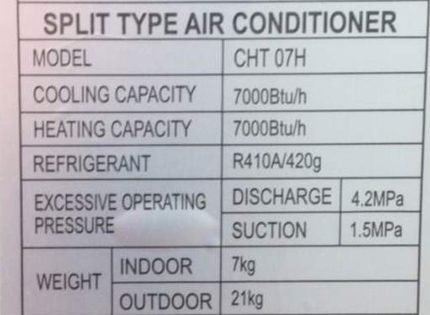 SPLIT TYPE AIR CONDITIONER
MODEL CHT 07H
COOLING CAPACITY 7000Btu/h
HEATING CAPACITY 7000Btu/h
REFRIGERANT R410A/420g
EXCESSIVE OPERATING PRESSURE DISCHARGE 4.2MPa
SUCTION 1.5MPa
WEIGHT INDOOR 7kg
OUTDOOR 21kg